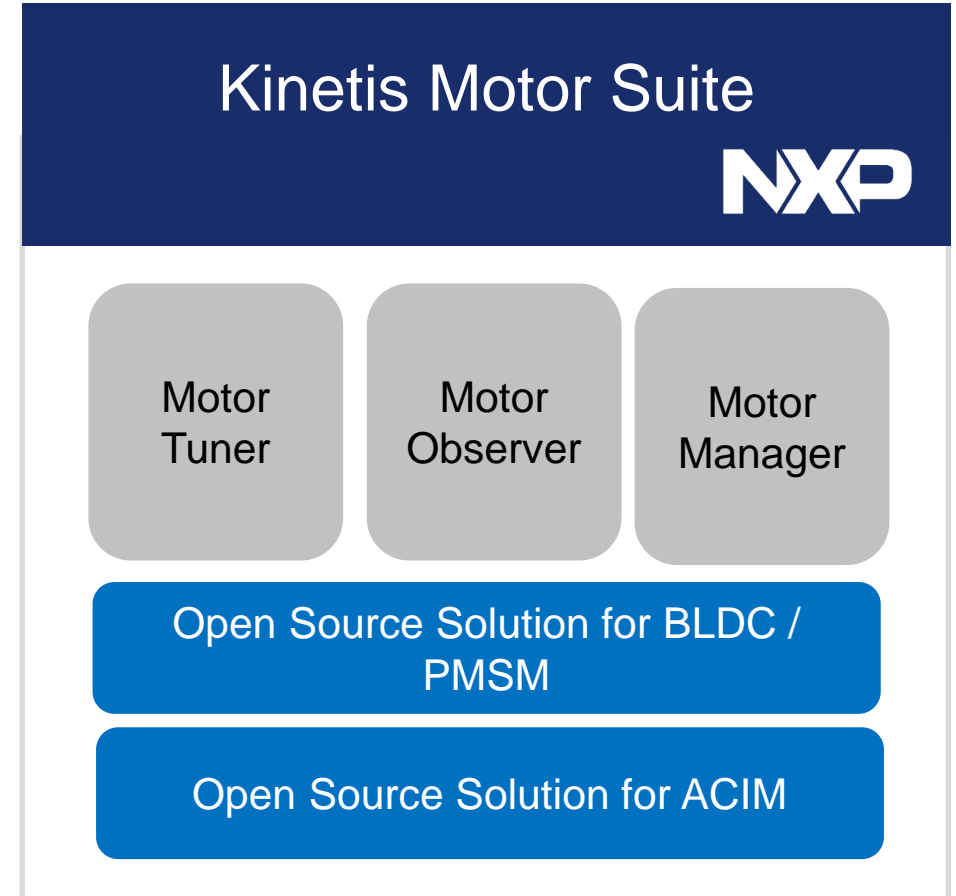 Kinetis Motor Suite
NXP
Motor
Tuner
Motor
Observer
Motor
Manager
Open Source Solution for BLDC /
PMSM
Open Source Solution for ACIM